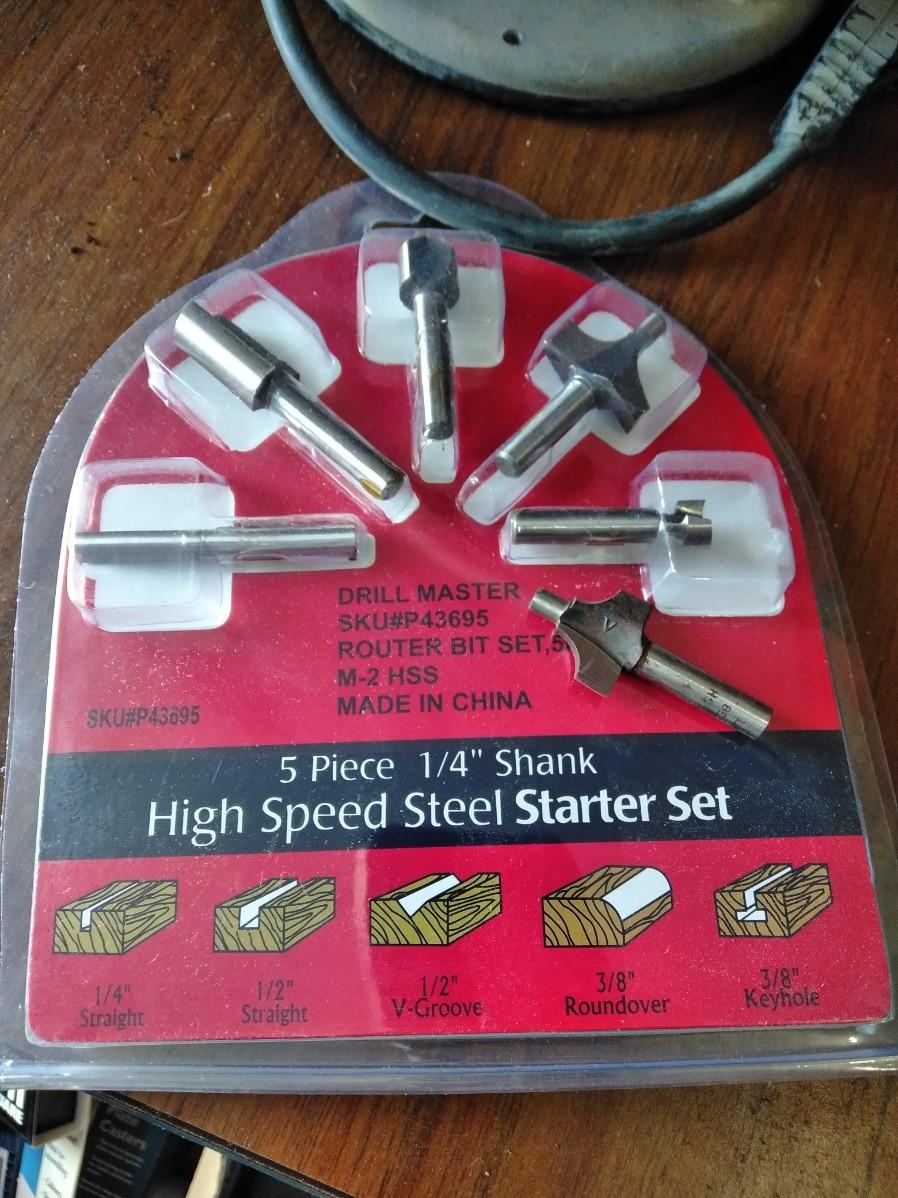 DRILL MASTER
SKU#P43695
ROUTER BIT SET,5
M-2 HSS
MADE IN CHINA
SKU#P43695
5 Piece 1/4" Shank
High Speed Steel Starter Set
1/4"
Straight
1/2"
Straight
1/2"
V-Groove
3/8"
Roundover
3/8"
Keyhole
V
Casters